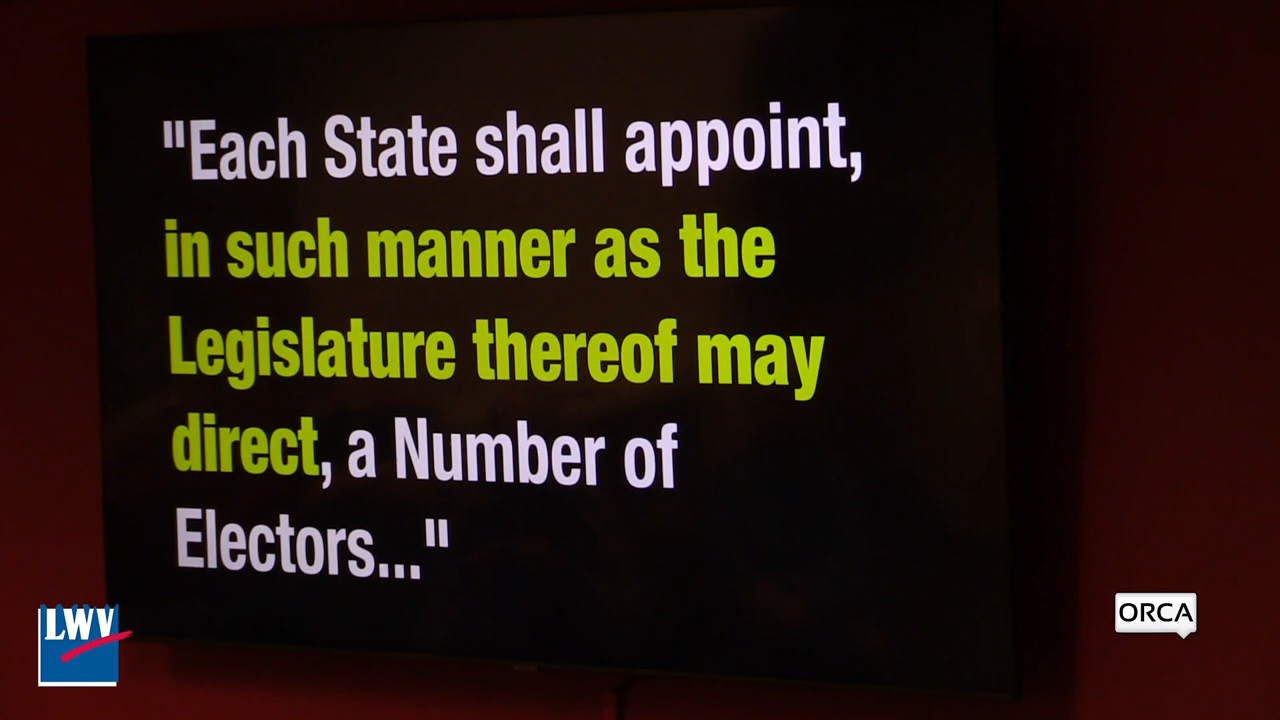 "Each State shall appoint,
in such manner as the
Legislature thereof may
direct, a Number of
Electors..."
LWV
ORCA